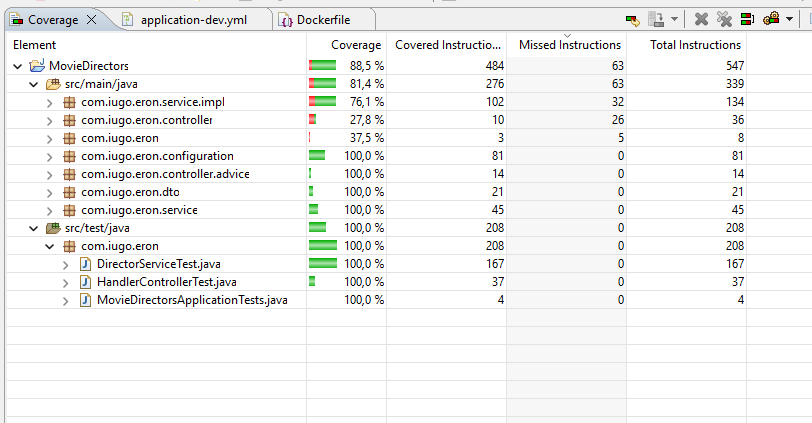 Coverage application-dev.yml Dockerfile
Element Coverage Covered Instructio... Missed Instructions Total Instructions
MovieDirectors 88,5 % 484 63 547
src/main/java 81,4 % 276 63 339
com.iugo.eron.service.impl 76,1 % 102 32 134
com.iugo.eron.controller 27,8 % 10 26 36
com.iugo.eron 37,5 % 3 5 8
com.iugo.eron.configuration 100,0 % 81 0 81
com.iugo.eron.controller.advice 100,0 % 14 0 14
com.iugo.eron.dto 100,0 % 21 0 21
com.iugo.eron.service 100,0 % 45 0 45
src/test/java 100,0 % 208 0 208
com.iugo.eron 100,0 % 208 0 208
DirectorServiceTest.java 100,0 % 167 0 167
HandlerControllerTest.java 100,0 % 37 0 37
MovieDirectorsApplicationTests.java 100,0 % 4 0 4